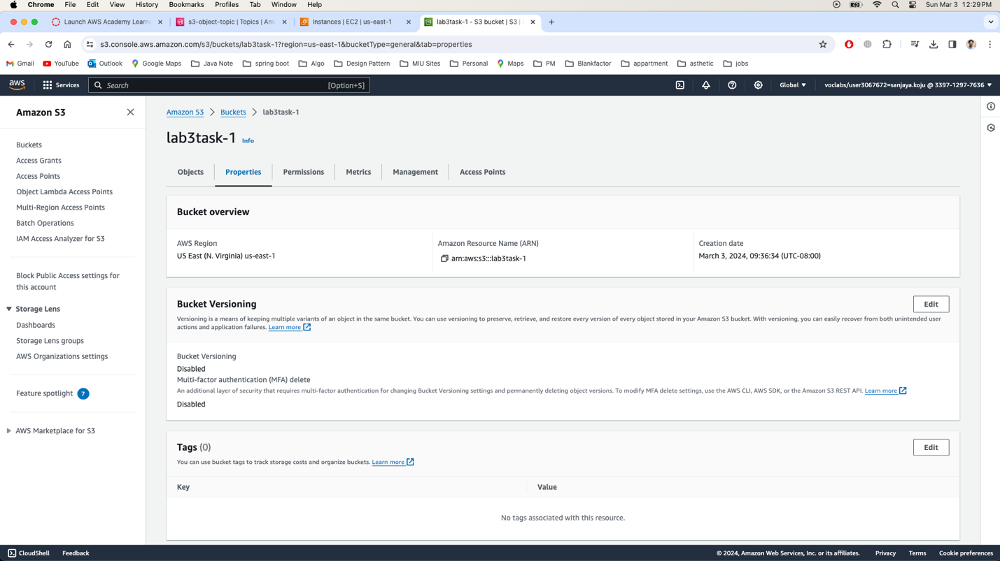 Chrome File Edit View History Bookmarks Profiles Tab Window Help Sun Mar 3 12:29 PM
Launch AWS Academy Learne s3-object-topic | Topics | Ama Instances | EC2 | us-east-1 lab3task-1 - S3 bucket | S3 |
s3.console.aws.amazon.com/s3/buckets/lab3task-1?region=us-east-1&bucketType=general&tab=properties
Gmail YouTube Outlook Google Maps Java Note spring boot Algo Design Pattern MIU Sites Personal Maps PM Blankfactor appartment asthetic jobs
aws Services Search [Option+S] Global voclabs/user3067672=sanjaya.koju @ 3397-1297-7636
Amazon S3
Buckets
Access Grants
Access Points
Object Lambda Access Points
Multi-Region Access Points
Batch Operations
IAM Access Analyzer for S3
Block Public Access settings for
this account
Storage Lens
Dashboards
Storage Lens groups
AWS Organizations settings
Feature spotlight 7
AWS Marketplace for S3
Amazon S3 Buckets lab3task-1
lab3task-1 Info
Objects Properties Permissions Metrics Management Access Points
Bucket overview
AWS Region
US East (N. Virginia) us-east-1
Amazon Resource Name (ARN)
arn:aws:s3:::lab3task-1
Creation date
March 3, 2024, 09:36:34 (UTC-08:00)
Bucket Versioning Edit
Versioning is a means of keeping multiple variants of an object in the same bucket. You can use versioning to preserve, retrieve, and restore every version of every object stored in your Amazon S3 bucket. With versioning, you can easily recover from both unintended user
actions and application failures. Learn more
Bucket Versioning
Disabled
Multi-factor authentication (MFA) delete
An additional layer of security that requires multi-factor authentication for changing Bucket Versioning settings and permanently deleting object versions. To modify MFA delete settings, use the AWS CLI, AWS SDK, or the Amazon S3 REST API. Learn more
Disabled
Tags (0) Edit
You can use bucket tags to track storage costs and organize buckets. Learn more
Key Value
No tags associated with this resource.
CloudShell Feedback © 2024, Amazon Web Services, Inc. or its affiliates. Privacy Terms Cookie preferences